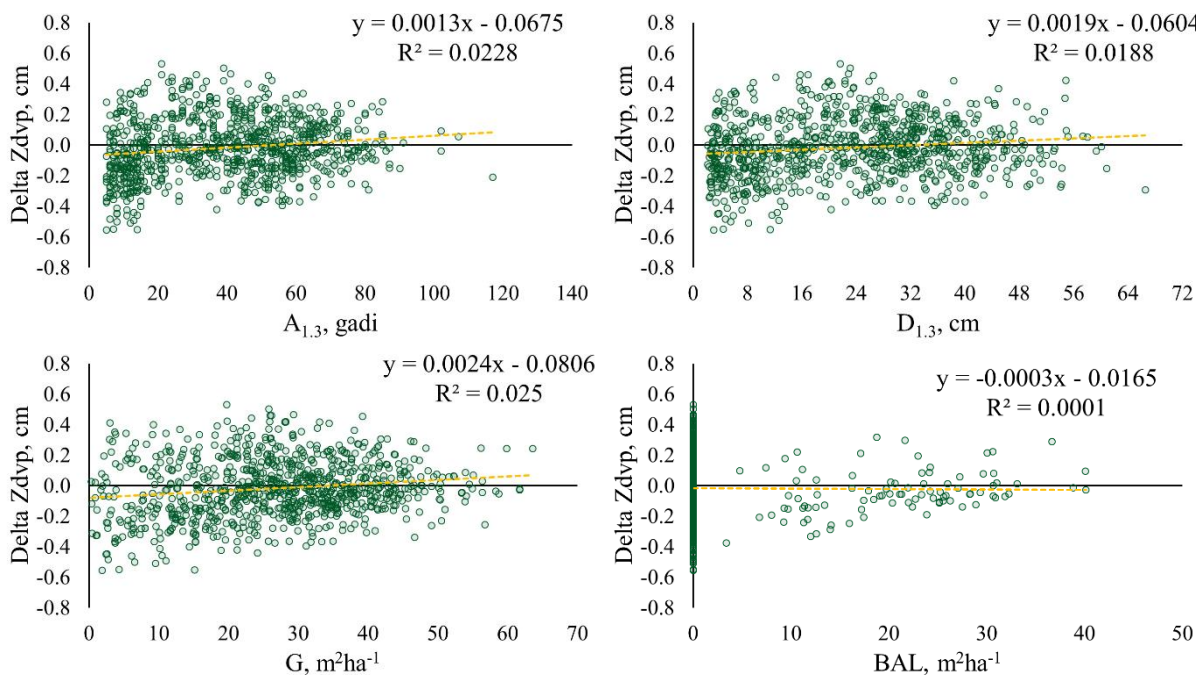 y = 0.0013x - 0.0675
R² = 0.0228
0.8
0.6
0.4
0.2
0.0
-0.2
-0.4
-0.6
-0.8
Delta Zdvp, cm
0 20 40 60 80 100 120 140
A₁.₃, gadi
y = 0.0019x - 0.0604
R² = 0.0188
0.8
0.6
0.4
0.2
0.0
-0.2
-0.4
-0.6
-0.8
Delta Zdvp, cm
0 8 16 24 32 40 48 56 64 72
D₁.₃, cm
y = 0.0024x - 0.0806
R² = 0.025
0.8
0.6
0.4
0.2
0.0
-0.2
-0.4
-0.6
-0.8
Delta Zdvp, cm
0 10 20 30 40 50 60 70
G, m²ha⁻¹
y = -0.0003x - 0.0165
R² = 0.0001
0.8
0.6
0.4
0.2
0.0
-0.2
-0.4
-0.6
-0.8
Delta Zdvp, cm
0 10 20 30 40 50
BAL, m²ha⁻¹